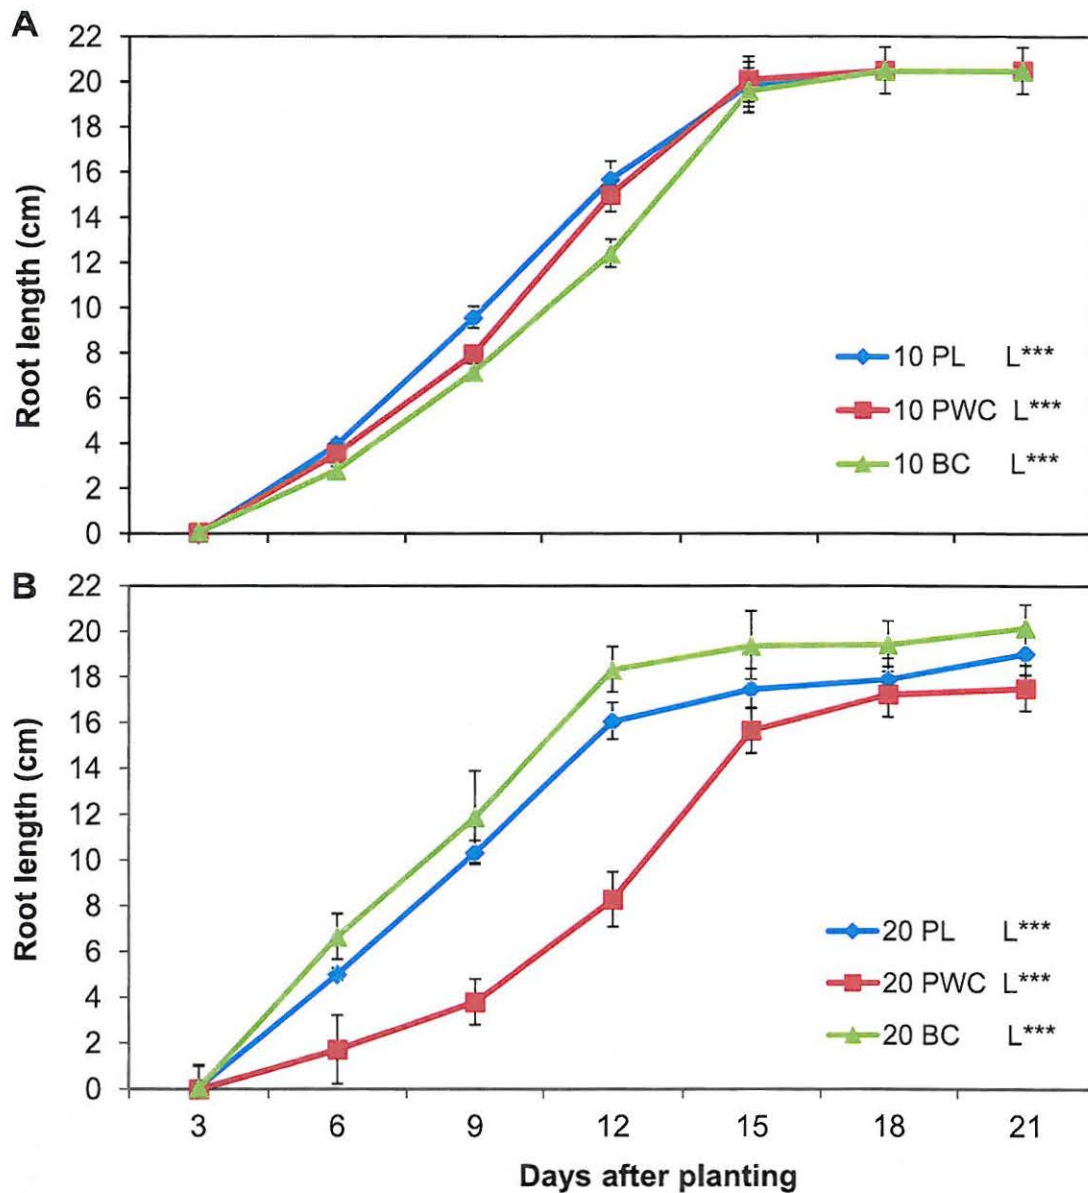 A
Root length (cm)
22
20
18
16
14
12
10
8
6
4
2
0
10 PL L***
10 PWC L***
10 BC L***
B
Root length (cm)
22
20
18
16
14
12
10
8
6
4
2
0
20 PL L***
20 PWC L***
20 BC L***
3 6 9 12 15 18 21
Days after planting